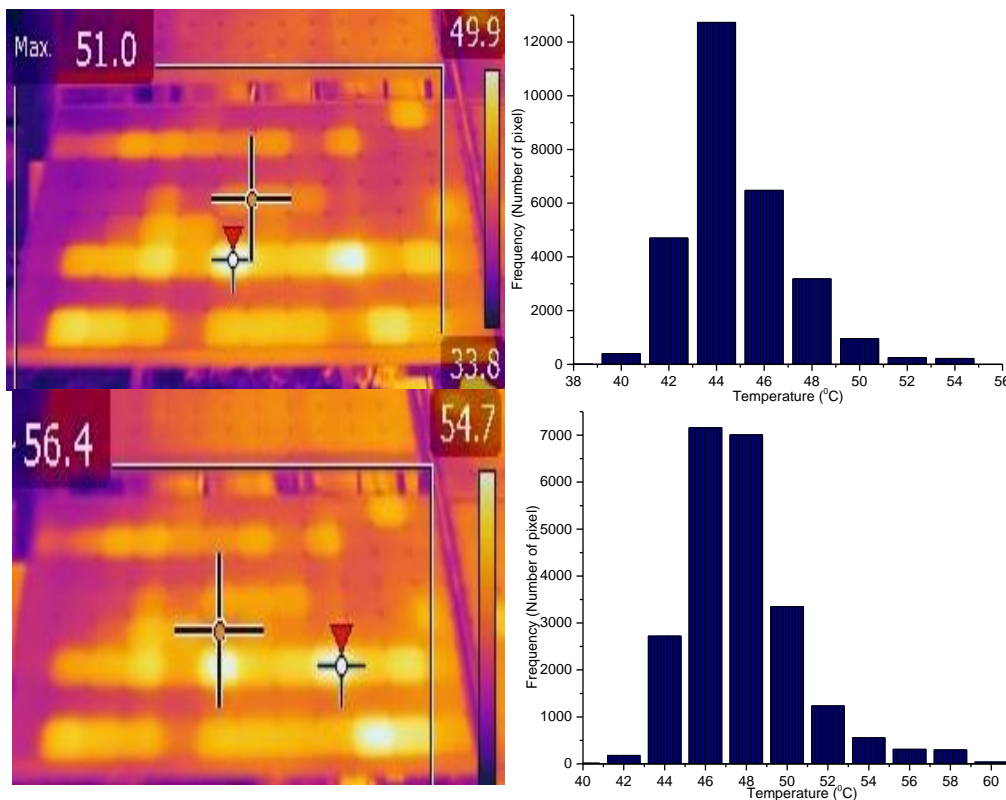 Max. 51.0
49.9
33.8
12000
10000
8000
6000
4000
2000
0
Frequency (Number of pixel)
38 40 42 44 46 48 50 52 54 56
Temperature (⁰C)
56.4
54.7
7000
6000
5000
4000
3000
2000
1000
0
Frequency (Number of pixel)
40 42 44 46 48 50 52 54 56 58 60
Temperature (⁰C)